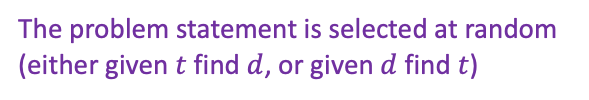 The problem statement is selected at random
(either given t find d, or given d find t)